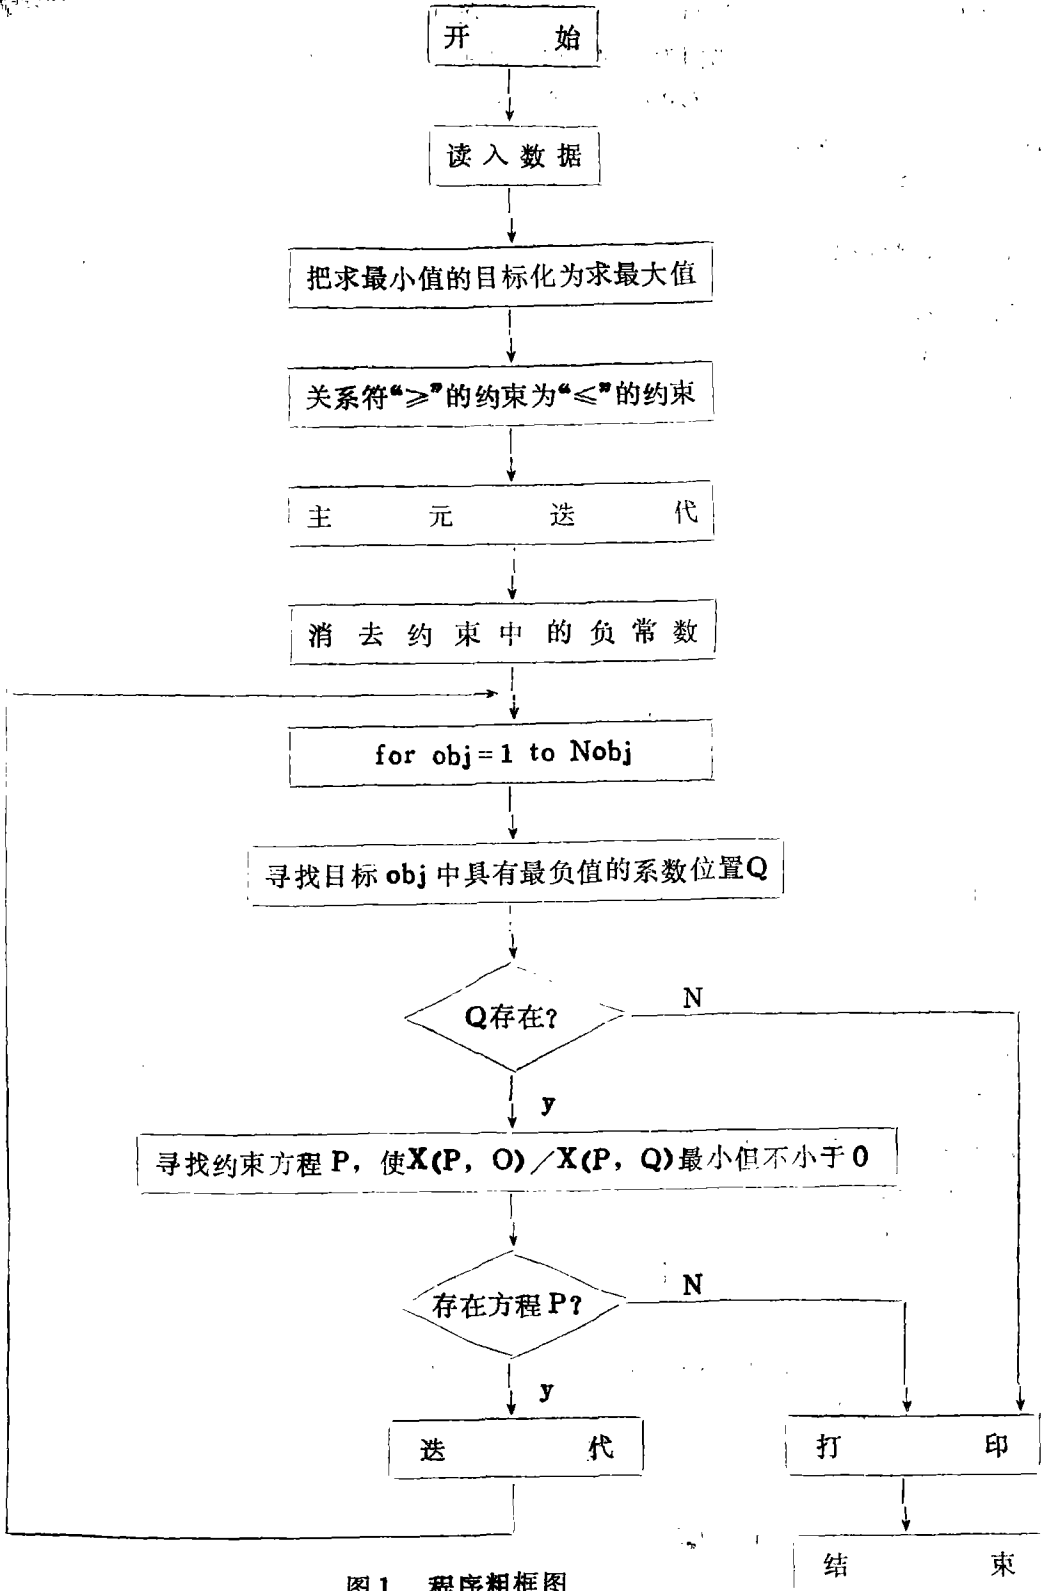 开 始
读入数据
把求最小值的目标化为求最大值
关系符“≥”的约束为“≤”的约束
主 元 迭 代
消去约束中的负常数
for obj=1 to Nobj
寻找目标obj中具有最负值的系数位置Q
Q存在?
N
y
寻找约束方程P，使X(P，O)／X(P，Q)最小但不小于0
存在方程P?
N
y
迭 代
打 印
结 束
图1 程序粗框图